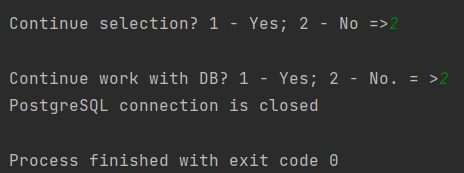 Continue selection? 1 - Yes; 2 - No =>2
Continue work with DB? 1 - Yes; 2 - No. = >2
PostgreSQL connection is closed
Process finished with exit code 0